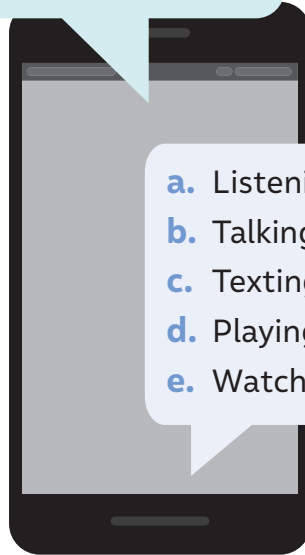 a. Listeni
b. Talking
c. Texting
d. Playing
e. Watch